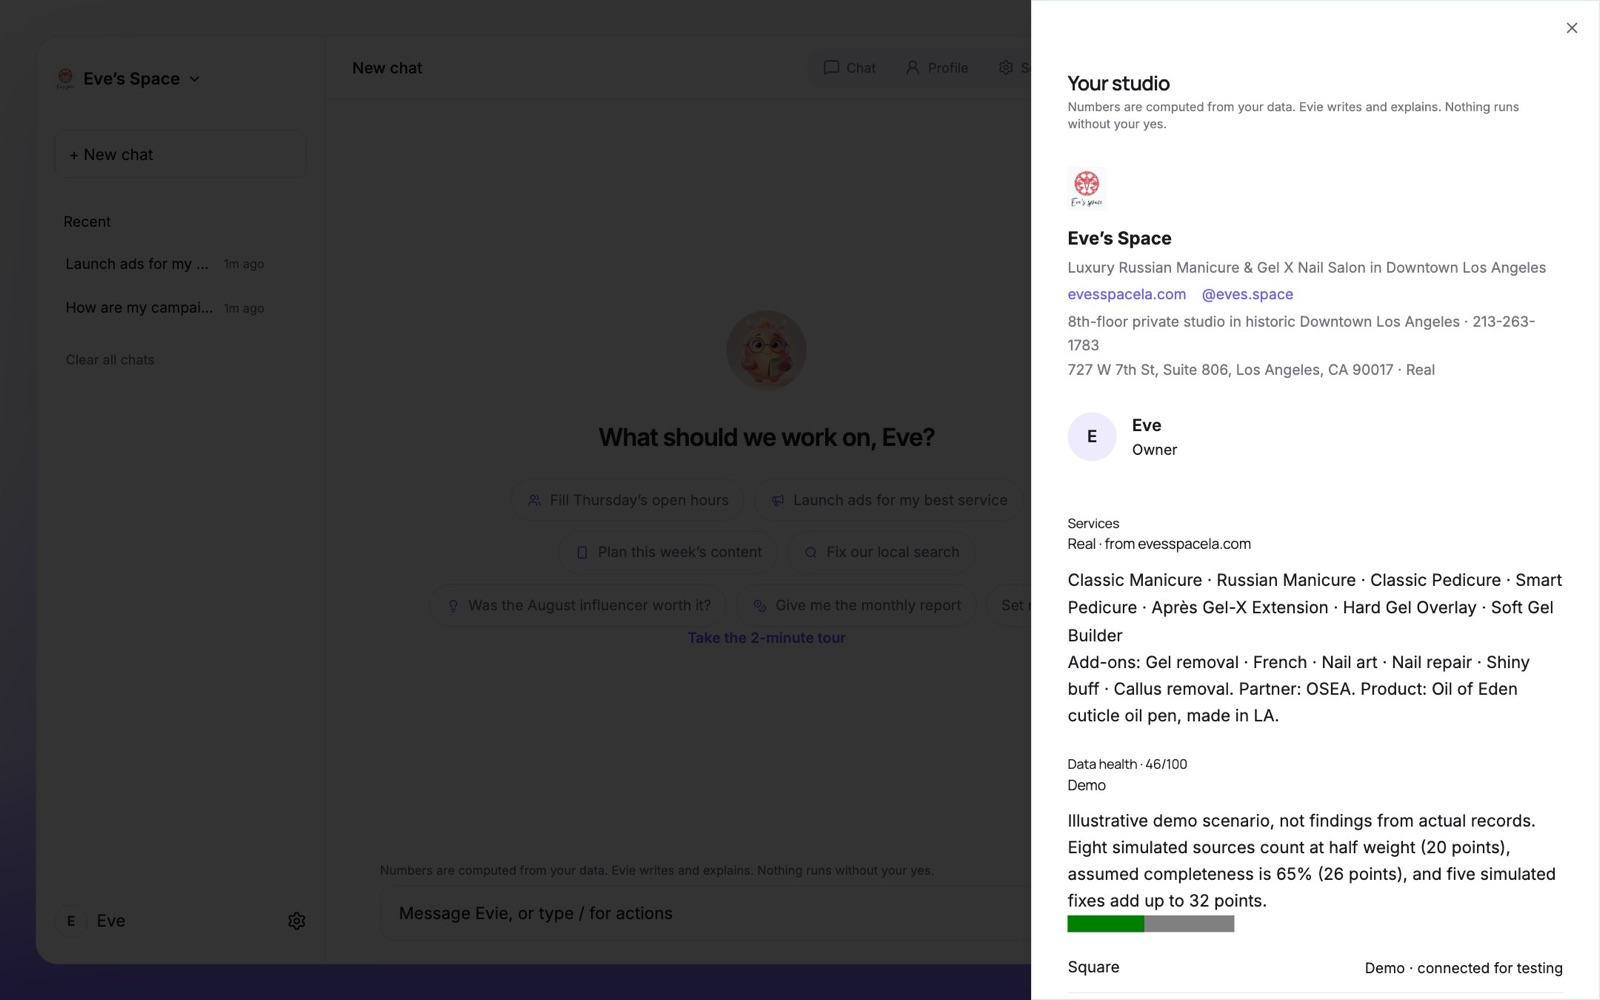 Eve's Space
+ New chat
Recent
Launch ads for my ... 1m ago
How are my campai... 1m ago
Clear all chats
E Eve
New chat
Chat
Profile
What should we work on, Eve?
Fill Thursday's open hours
Launch ads for my best service
Plan this week's content
Fix our local search
Was the August influencer worth it?
Give me the monthly report
Set
Take the 2-minute tour
Numbers are computed from your data. Evie writes and explains. Nothing runs without your yes.
Message Evie, or type / for actions
Your studio
Numbers are computed from your data. Evie writes and explains. Nothing runs
without your yes.
Eve's space
Eve's Space
Luxury Russian Manicure & Gel X Nail Salon in Downtown Los Angeles
evesspacela.com @eves.space
8th-floor private studio in historic Downtown Los Angeles · 213-263-
1783
727 W 7th St, Suite 806, Los Angeles, CA 90017 · Real
E
Eve
Owner
Services
Real · from evesspacela.com
Classic Manicure · Russian Manicure · Classic Pedicure · Smart
Pedicure · Après Gel-X Extension · Hard Gel Overlay · Soft Gel
Builder
Add-ons: Gel removal · French · Nail art · Nail repair · Shiny
buff · Callus removal. Partner: OSEA. Product: Oil of Eden
cuticle oil pen, made in LA.
Data health · 46/100
Demo
Illustrative demo scenario, not findings from actual records.
Eight simulated sources count at half weight (20 points),
assumed completeness is 65% (26 points), and five simulated
fixes add up to 32 points.
Square
Demo · connected for testing